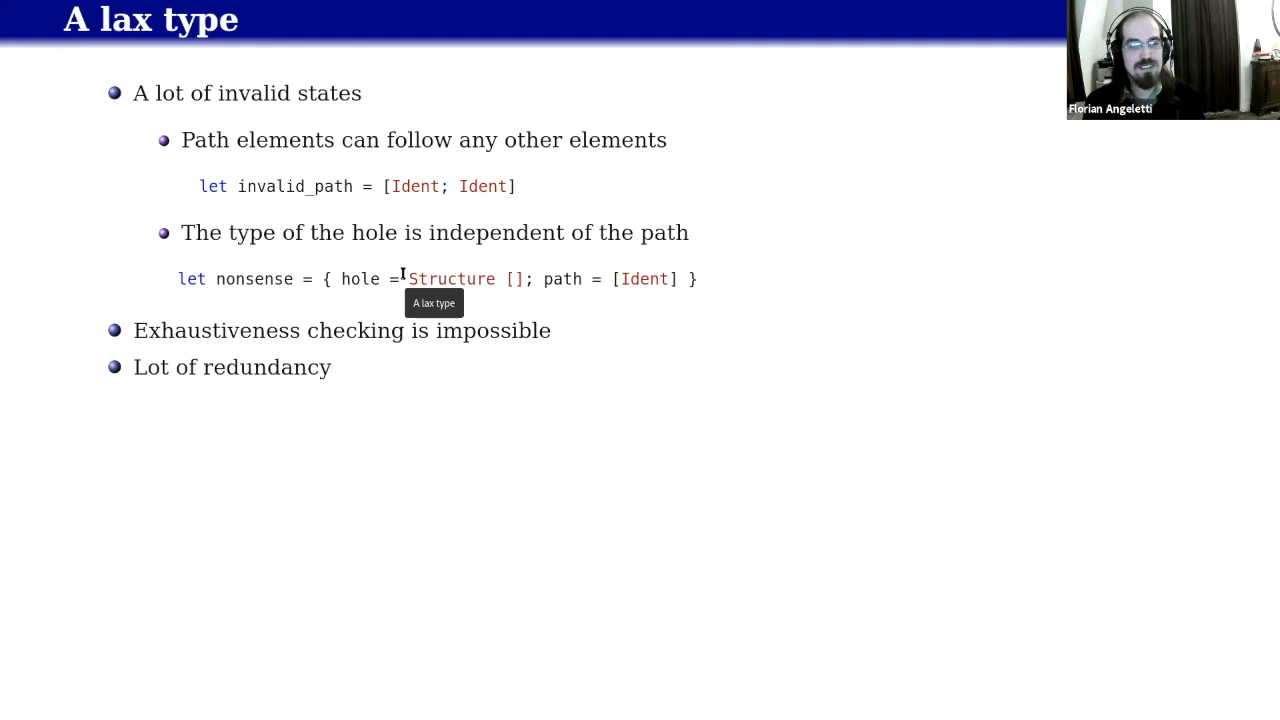 A lax type
Florian Angeletti
A lot of invalid states
Path elements can follow any other elements
let invalid_path = [Ident; Ident]
The type of the hole is independent of the path
let nonsense = { hole = Structure []; path = [Ident] }
A lax type
Exhaustiveness checking is impossible
Lot of redundancy